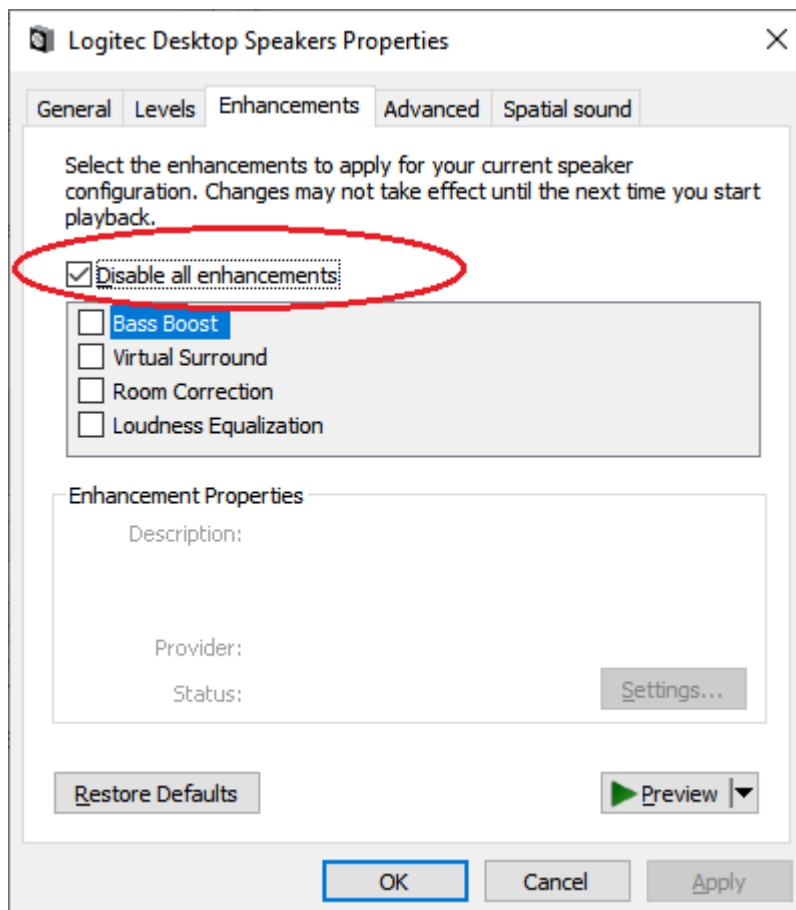 Logitec Desktop Speakers Properties
General Levels Enhancements Advanced Spatial sound
Select the enhancements to apply for your current speaker
configuration. Changes may not take effect until the next time you start
playback.
Disable all enhancements
Bass Boost
Virtual Surround
Room Correction
Loudness Equalization
Enhancement Properties
Description:
Provider:
Status:
Settings...
Restore Defaults
Preview
OK Cancel Apply